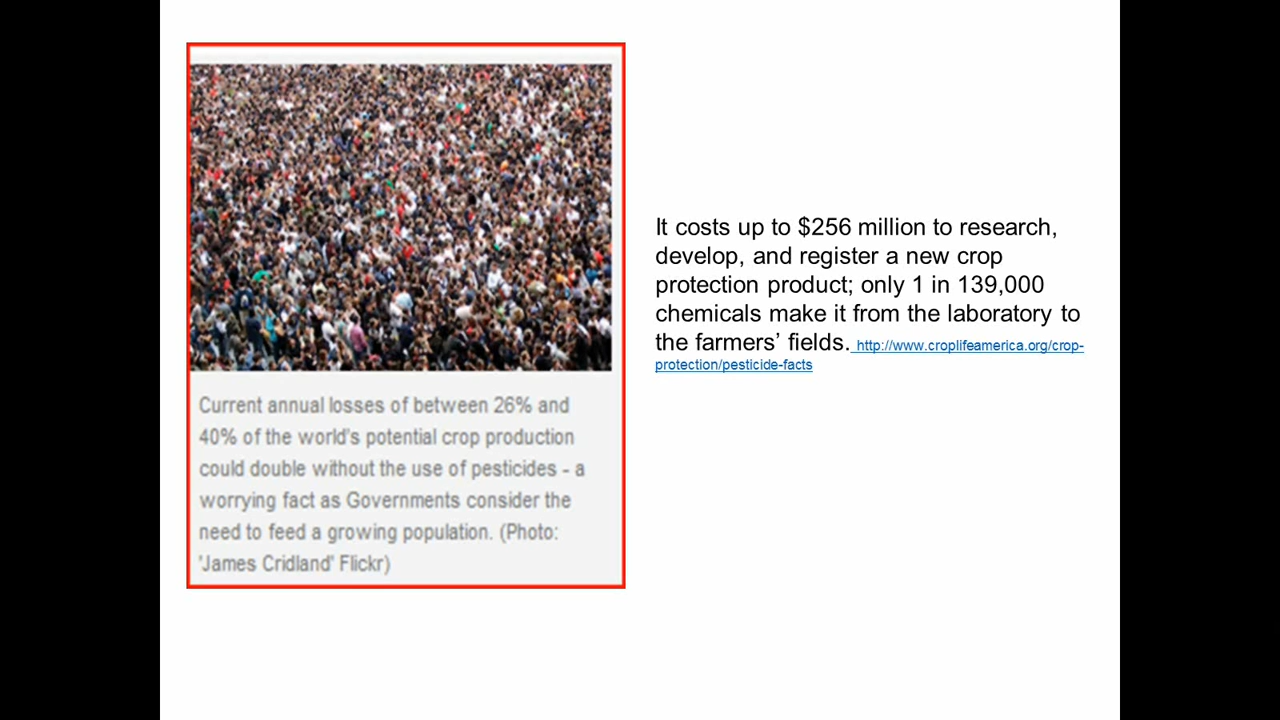 It costs up to $256 million to research,
develop, and register a new crop
protection product; only 1 in 139,000
chemicals make it from the laboratory to
the farmers’ fields. http://www.croplifeamerica.org/crop-
protection/pesticide-facts
Current annual losses of between 26% and
40% of the world's potential crop production
could double without the use of pesticides - a
worrying fact as Governments consider the
need to feed a growing population. (Photo:
'James Cridland' Flickr)